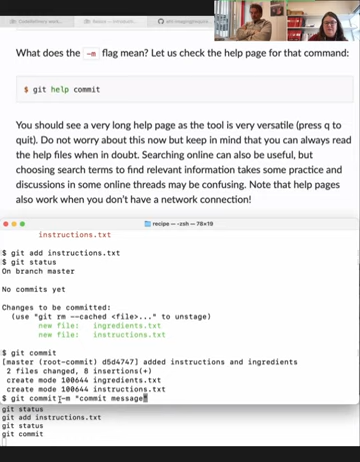 What does the -m flag mean? Let us check the help page for that command:
$ git help commit
You should see a very long help page as the tool is very versatile (press q to
quit). Do not worry about this now but keep in mind that you can always read
the help files when in doubt. Searching online can also be useful, but
choosing search terms to find relevant information takes some practice and
discussions in some online threads may be confusing. Note that help pages
also work when you don't have a network connection!
recipe — -zsh — 78×19
instructions.txt
$ git add instructions.txt
$ git status
On branch master
No commits yet
Changes to be committed:
(use "git rm --cached <file>..." to unstage)
new file: ingredients.txt
new file: instructions.txt
$ git commit
[master (root-commit) d5d4747] added instructions and ingredients
2 files changed, 8 insertions(+)
create mode 100644 ingredients.txt
create mode 100644 instructions.txt
$ git commit -m "commit message
git status
git add instructions.txt
git status
git commit